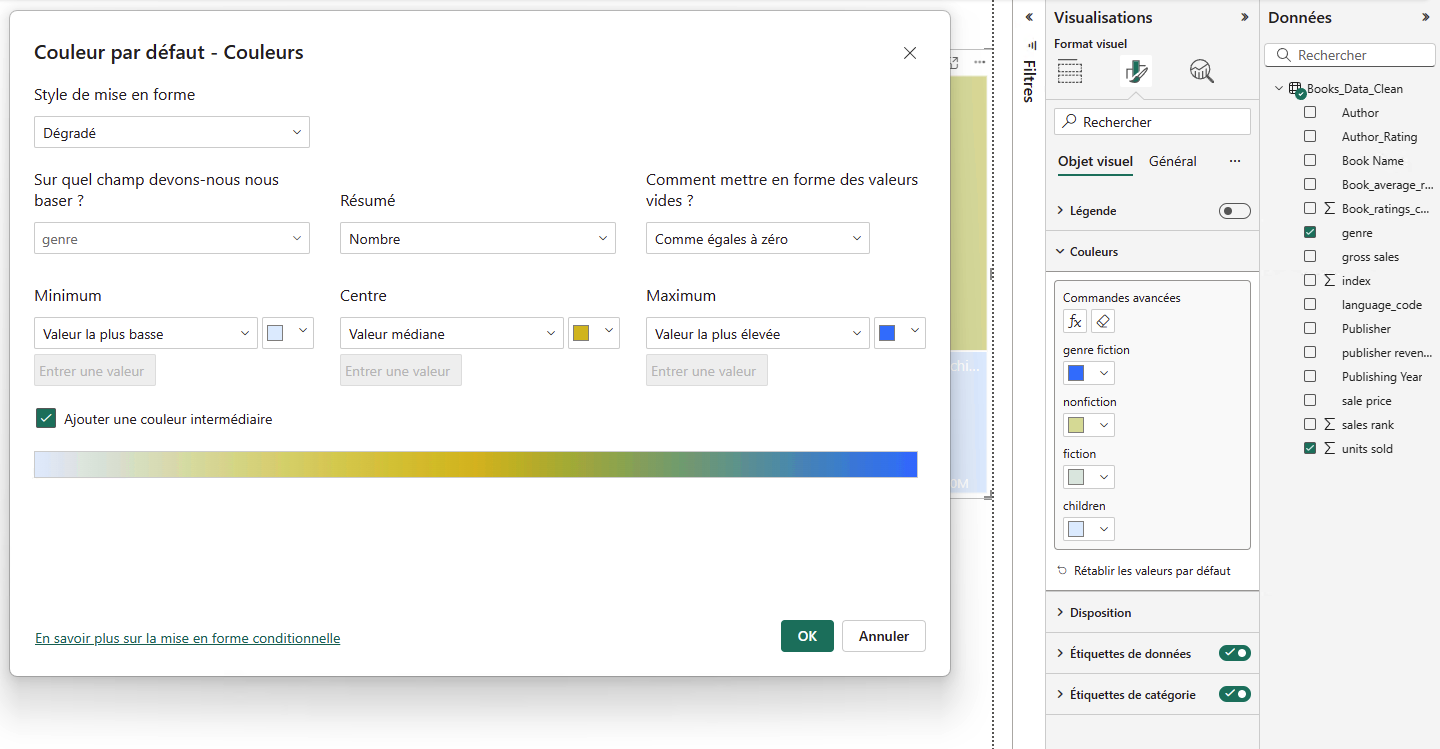 Couleur par défaut - Couleurs
Style de mise en forme
Dégradé
Sur quel champ devons-nous nous
baser ?
genre
Résumé
Nombre
Comment mettre en forme des valeurs
vides ?
Comme égales à zéro
Minimum
Valeur la plus basse
Entrer une valeur
Centre
Valeur médiane
Entrer une valeur
Maximum
Valeur la plus élevée
Entrer une valeur
Ajouter une couleur intermédiaire
En savoir plus sur la mise en forme conditionnelle
OK
Annuler
chi...
0M
Filtres
Visualisations
Format visuel
Rechercher
Objet visuel
Général
Légende
Couleurs
Commandes avancées
fx
genre fiction
nonfiction
fiction
children
Rétablir les valeurs par défaut
Disposition
Étiquettes de données
Étiquettes de catégorie
Données
Rechercher
Books_Data_Clean
Author
Author_Rating
Book Name
Book_average_r...
Book_ratings_c...
genre
gross sales
index
language_code
Publisher
publisher reven...
Publishing Year
sale price
sales rank
units sold